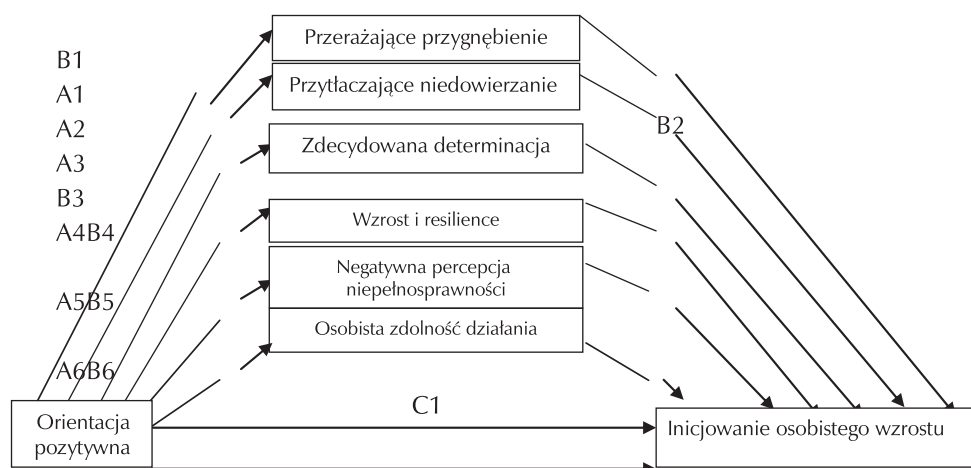 B1
A1
A2
A3
B3
A4B4
A5B5
A6B6
Przerażające przygnębienie
Przytłaczające niedowierzanie
B2
Zdecydowana determinacja
Wzrost i resilience
Negatywna percepcja
niepełnosprawności
Osobista zdolność działania
C1
Orientacja
pozytywna
Inicjowanie osobistego wzrostu